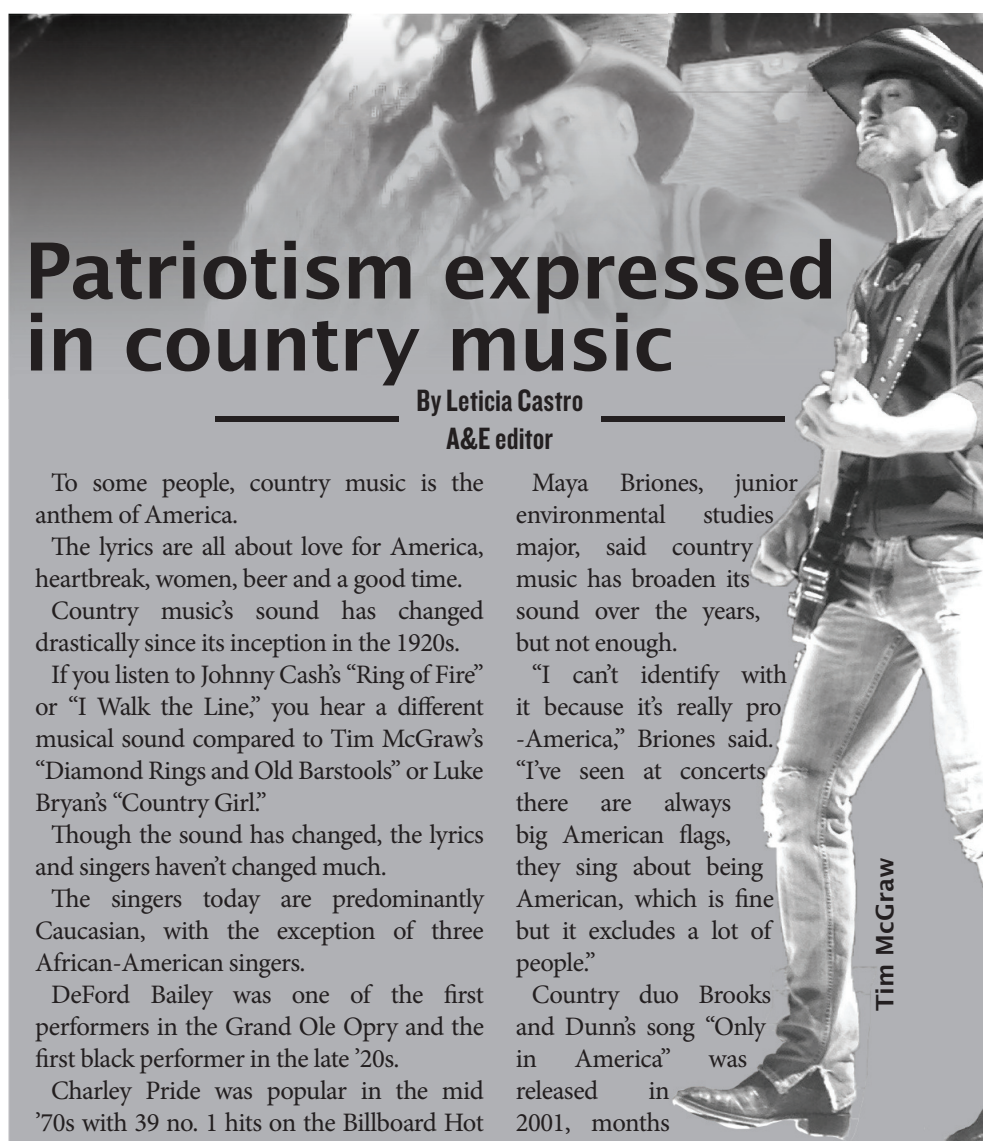 Patriotism expressed
in country music
By Leticia Castro
A&E editor
To some people, country music is the
anthem of America.
The lyrics are all about love for America,
heartbreak, women, beer and a good time.
Country music's sound has changed
drastically since its inception in the 1920s.
If you listen to Johnny Cash's “Ring of Fire”
or “I Walk the Line,” you hear a different
musical sound compared to Tim McGraw's
“Diamond Rings and Old Barstools” or Luke
Bryan's “Country Girl.”
Though the sound has changed, the lyrics
and singers haven't changed much.
The singers today are predominantly
Caucasian, with the exception of three
African-American singers.
DeFord Bailey was one of the first
performers in the Grand Ole Opry and the
first black performer in the late ’20s.
Charley Pride was popular in the mid
’70s with 39 no. 1 hits on the Billboard Hot
Maya Briones, junior
environmental studies
major, said country
music has broaden its
sound over the years,
but not enough.
“I can't identify with
it because it's really pro
-America,” Briones said.
“I've seen at concerts
there are always
big American flags,
they sing about being
American, which is fine
but it excludes a lot of
people.”
Country duo Brooks
and Dunn's song “Only
in America” was
released in
2001, months
Tim McGraw